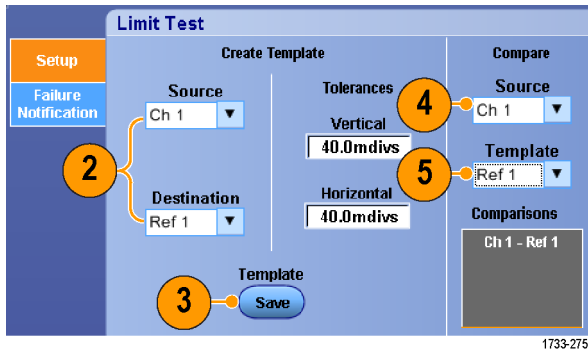 Limit Test
Setup
Failure
Notification
Create Template
Source
Ch 1
2
Destination
Ref 1
Tolerances
Vertical
40.0mdivs
Horizontal
40.0mdivs
Template
3
Save
Compare
4
Source
Ch 1
5
Template
Ref 1
Comparisons
Ch 1 - Ref 1
1733-275